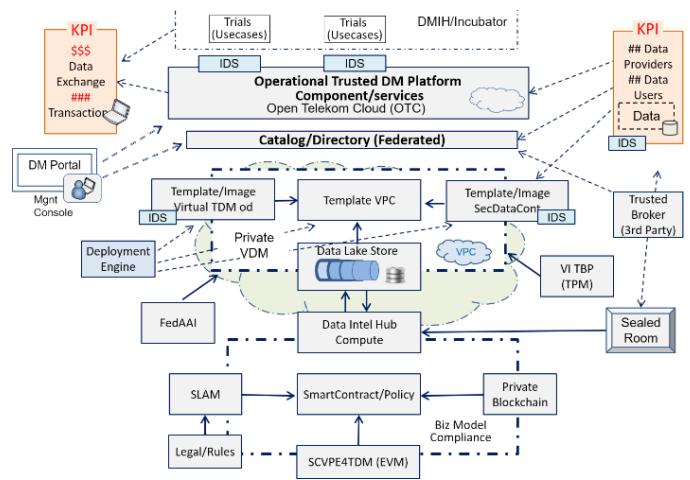 Trials
(Usecases)
Trials
(Usecases)
DMIH/Incubator
KPI
$$$
Data
Exchange
###
Transaction
IDS
IDS
Operational Trusted DM Platform
Component/services
Open Telekom Cloud (OTC)
KPI
## Data
Providers
## Data
Users
Data
IDS
Catalog/Directory (Federated)
DM Portal
Mgnt
Console
Template/Image
Virtual TDM od
IDS
Template VPC
Template/Image
SecDataCont
IDS
Trusted
Broker
(3rd Party)
Deployment
Engine
Private
VDM
Data Lake Store
VPC
VI TBP
(TPM)
FedAAI
Data Intel Hub
Compute
Sealed
Room
SLAM
SmartContract/Policy
Private
Blockchain
Biz Model
Compliance
Legal/Rules
SCVPE4TDM (EVM)